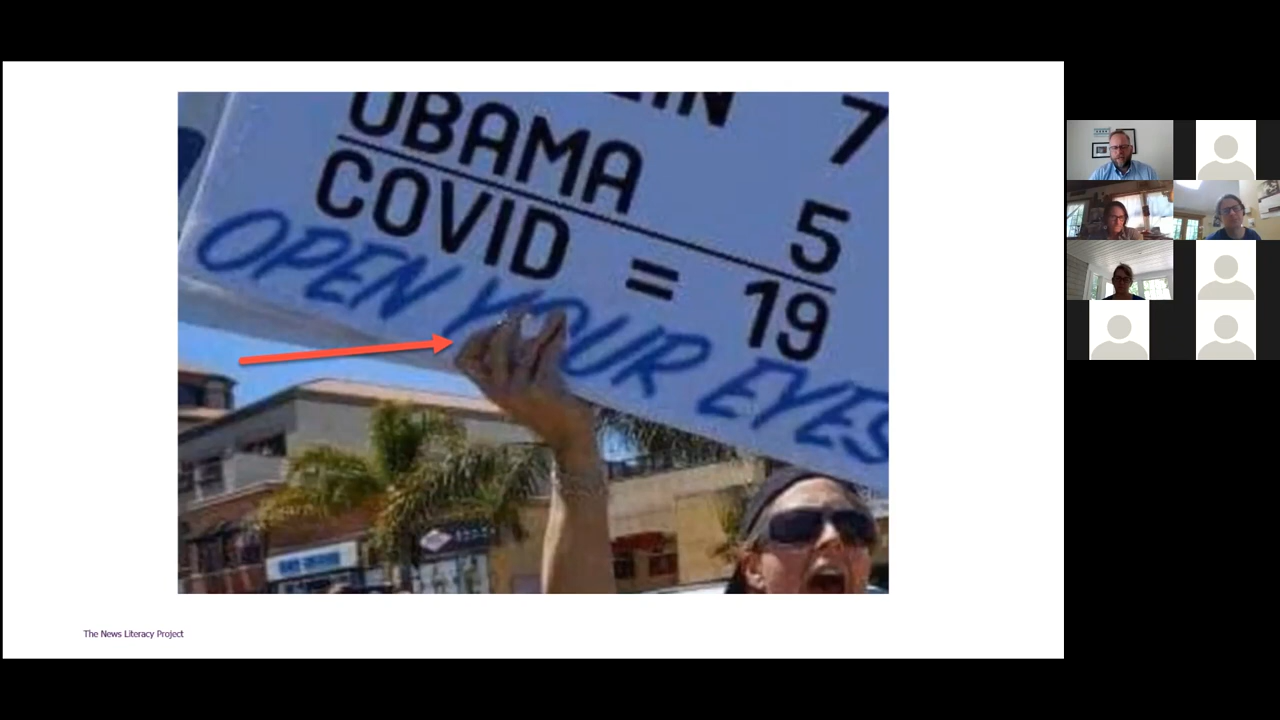 7
OBAMA 5
COVID = 19
OPEN YOUR EYES
The News Literacy Project